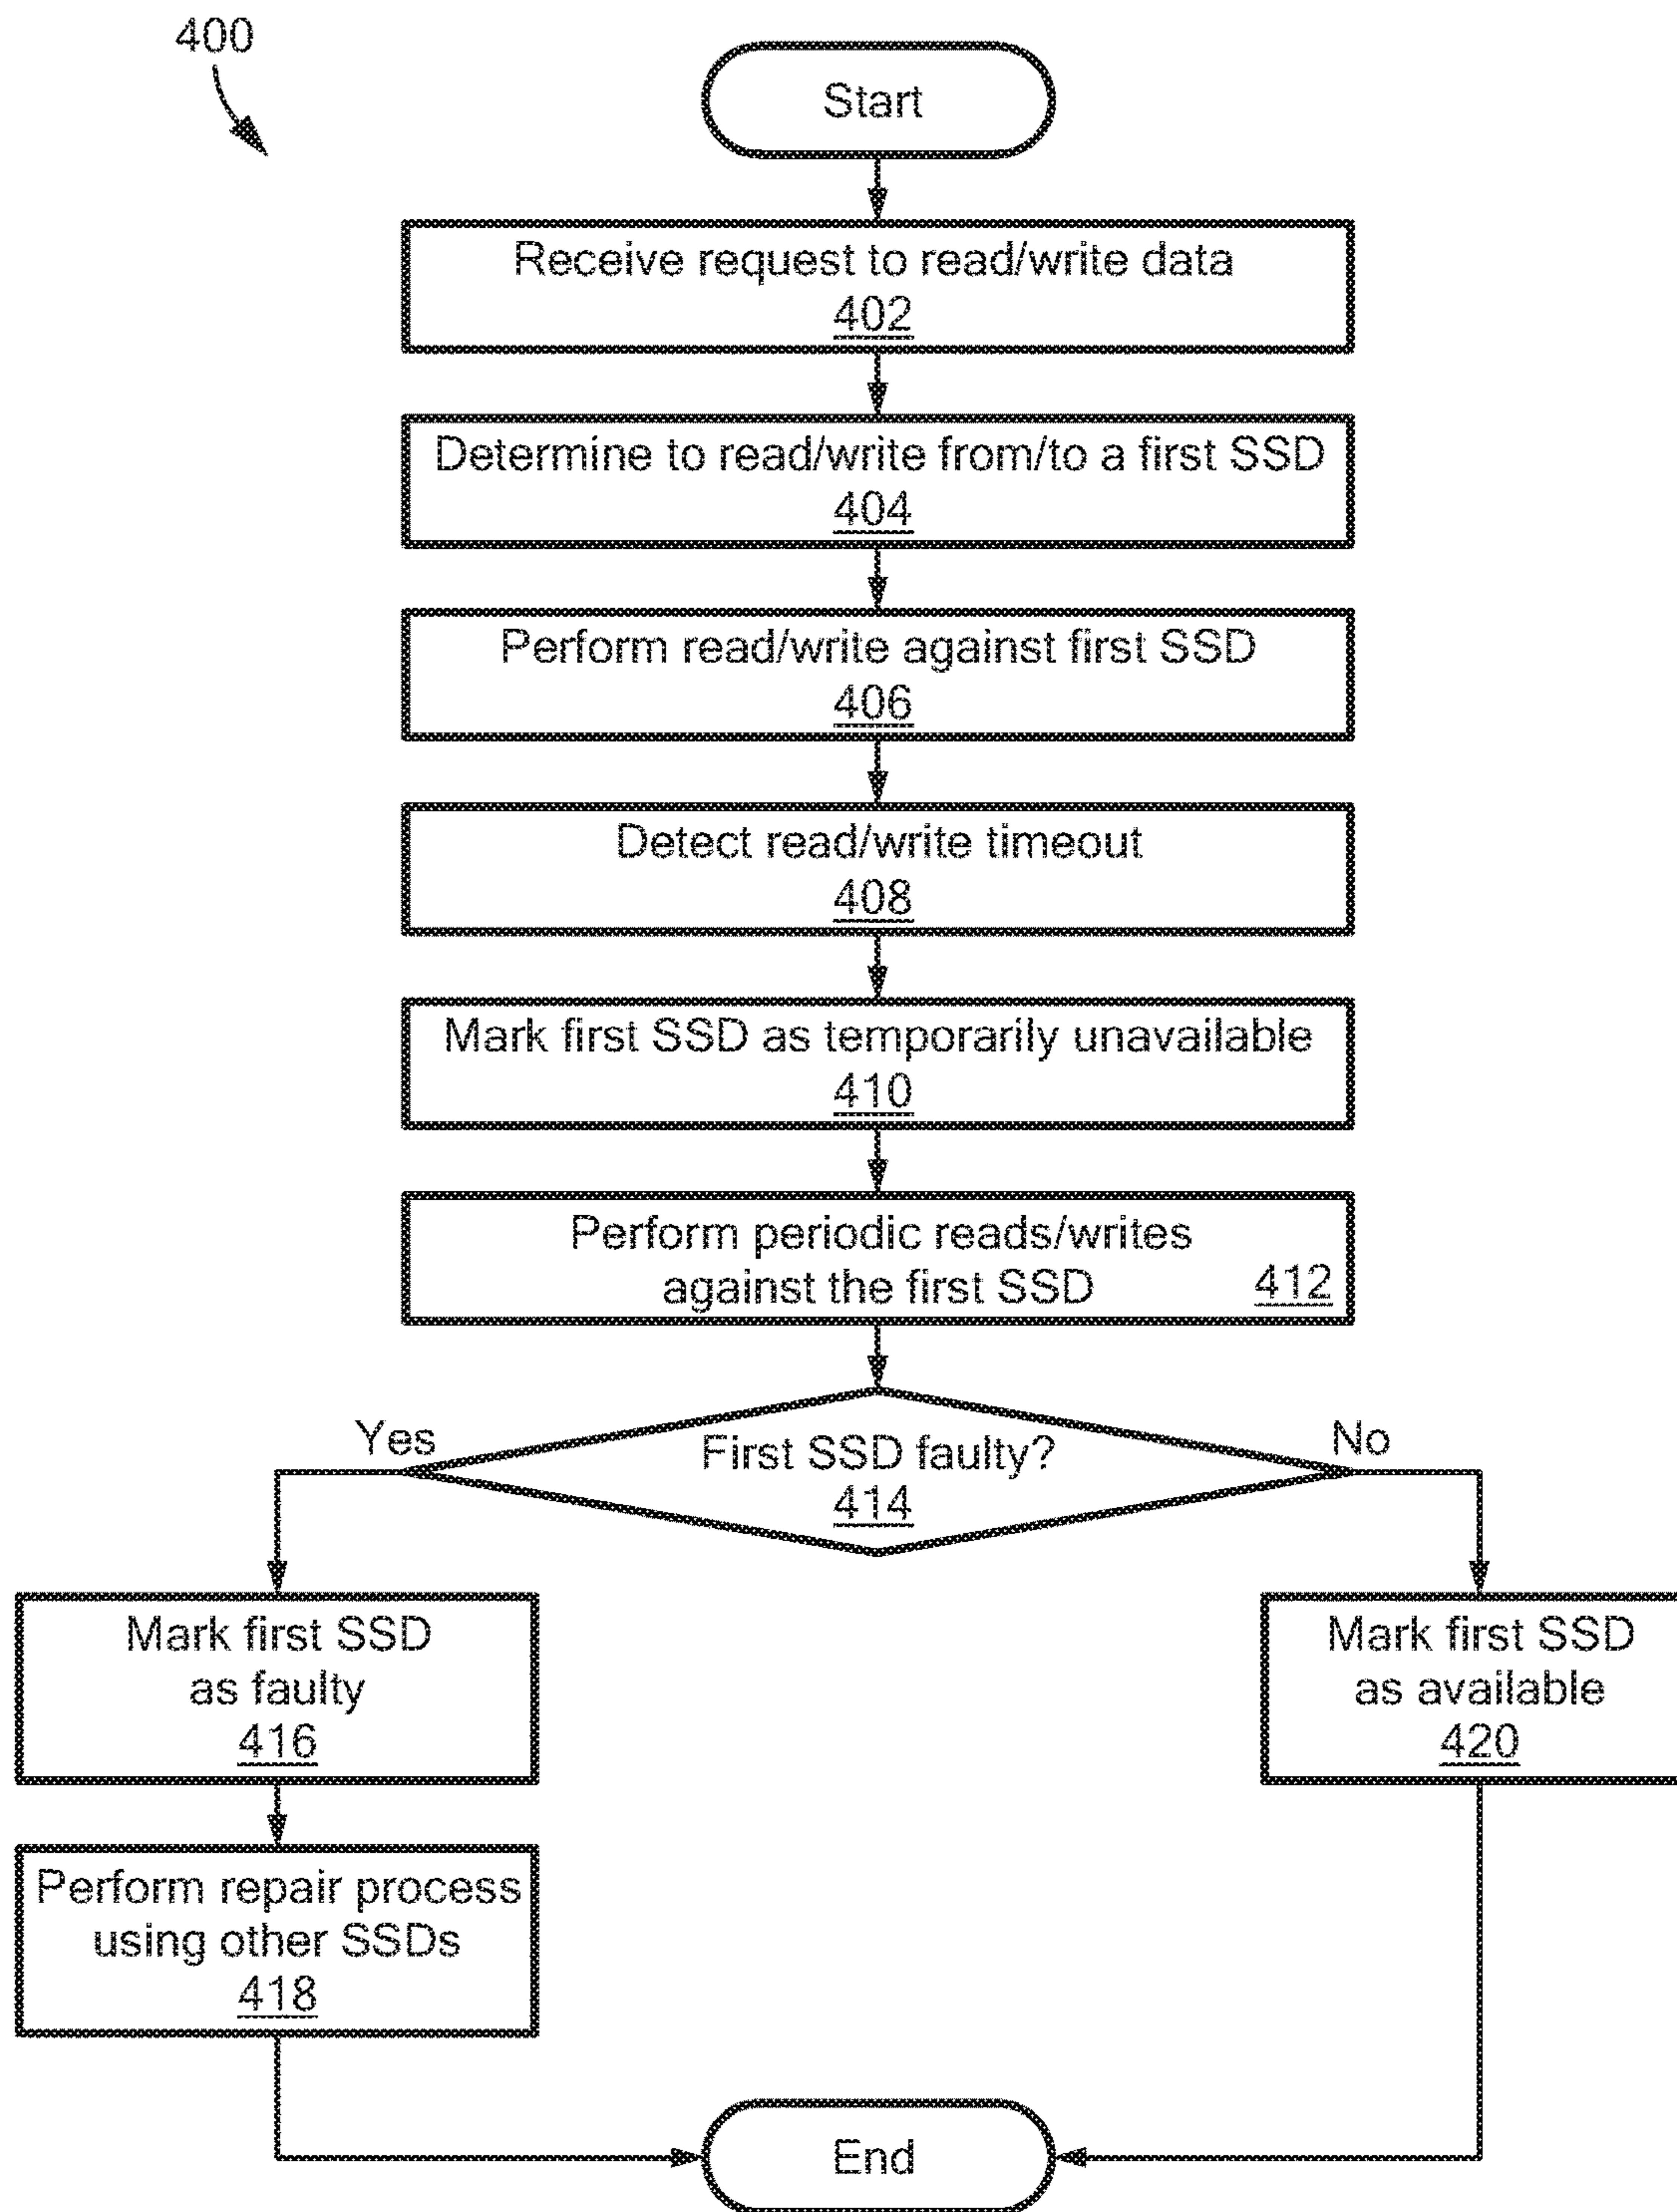 400
Start
Receive request to read/write data
402
Determine to read/write from/to a first SSD
404
Perform read/write against first SSD
406
Detect read/write timeout
408
Mark first SSD as temporarily unavailable
410
Perform periodic reads/writes
against the first SSD
412
Yes
First SSD faulty?
414
No
Mark first SSD
as faulty
416
Mark first SSD
as available
420
Perform repair process
using other SSDs
418
End